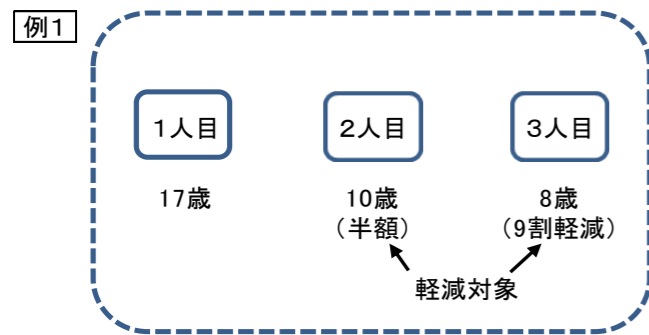 例1
1人目 2人目 3人目
17歳 10歳 8歳
（半額） （9割軽減）
軽減対象